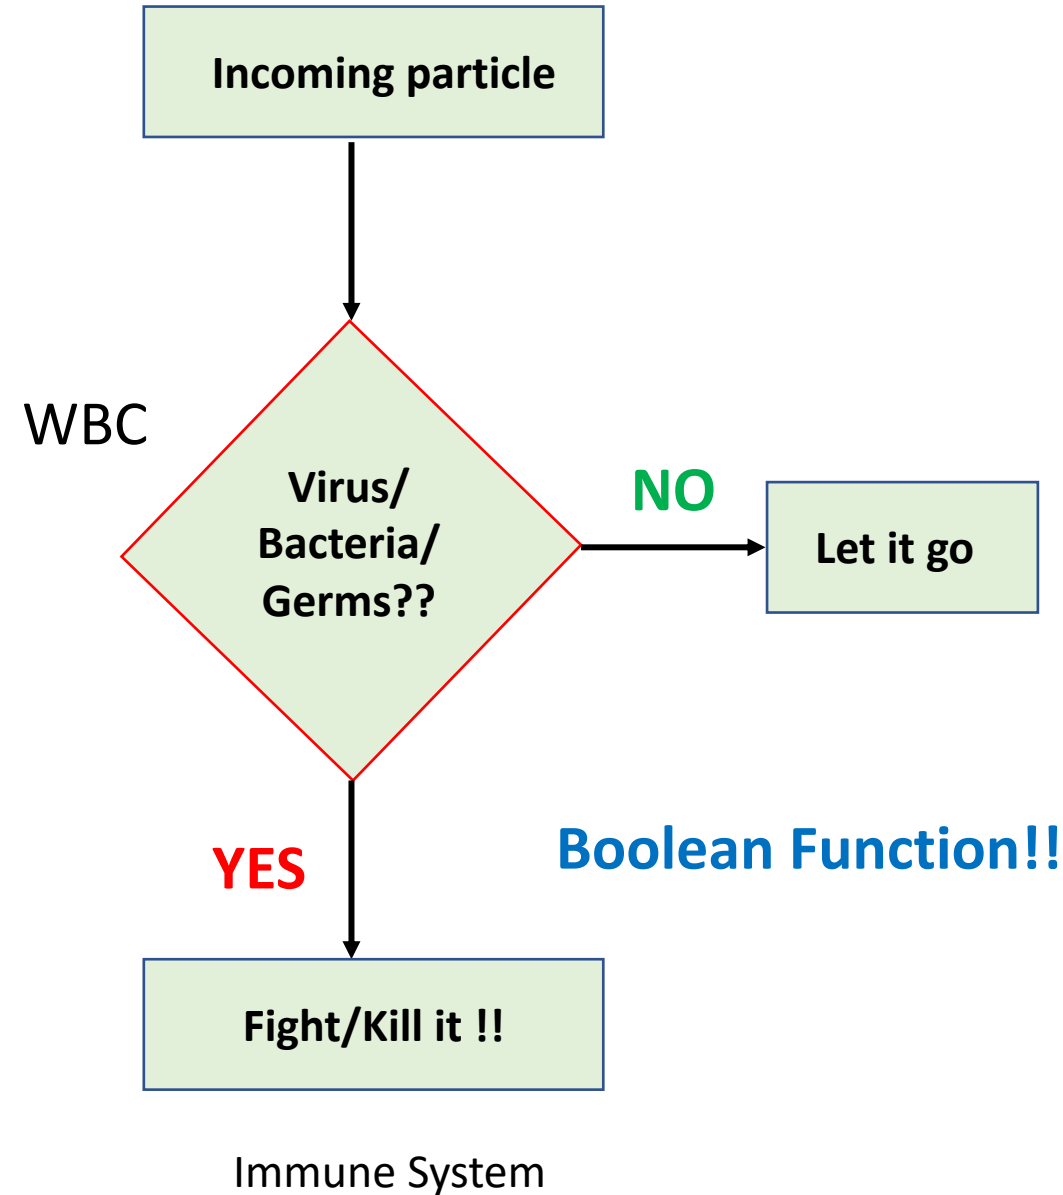 Incoming particle
WBC
Virus/
Bacteria/
Germs??
NO
Let it go
YES
Boolean Function!!
Fight/Kill it !!
Immune System